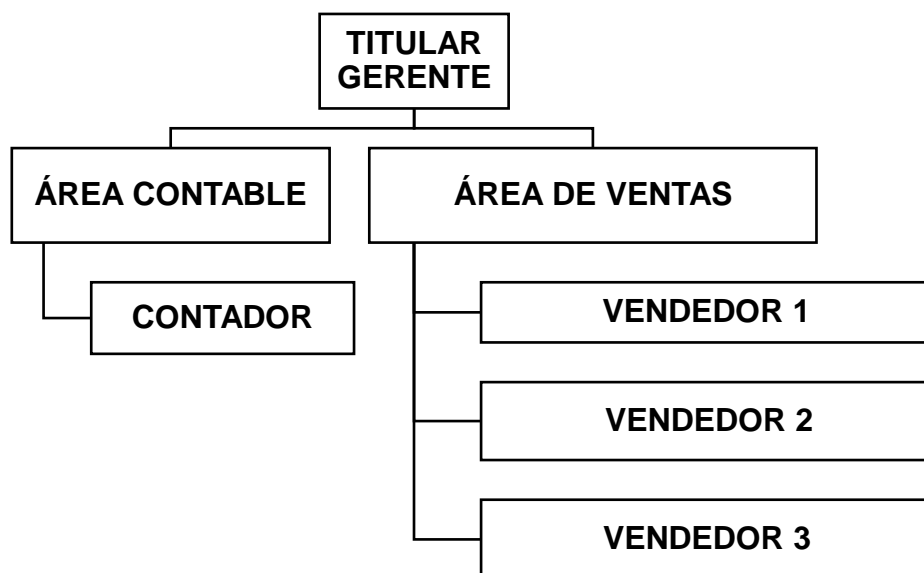 TITULAR
GERENTE
ÁREA CONTABLE
ÁREA DE VENTAS
CONTADOR
VENDEDOR 1
VENDEDOR 2
VENDEDOR 3